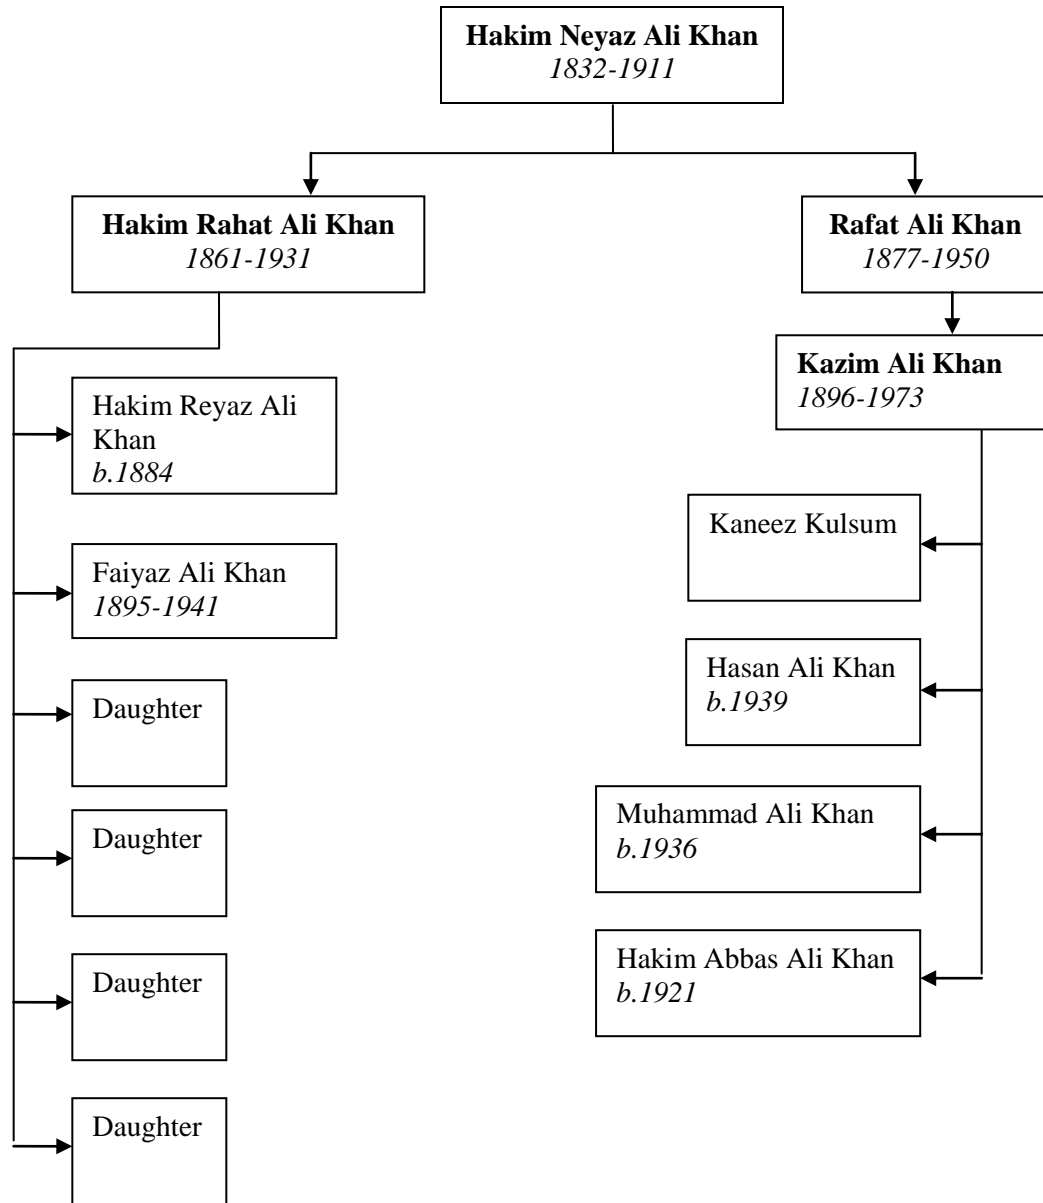 Hakim Neyaz Ali Khan
1832-1911
Hakim Rahat Ali Khan
1861-1931
Rafat Ali Khan
1877-1950
Kazim Ali Khan
1896-1973
Hakim Reyaz Ali
Khan
b.1884
Faiyaz Ali Khan
1895-1941
Daughter
Daughter
Daughter
Daughter
Kaneez Kulsum
Hasan Ali Khan
b.1939
Muhammad Ali Khan
b.1936
Hakim Abbas Ali Khan
b.1921